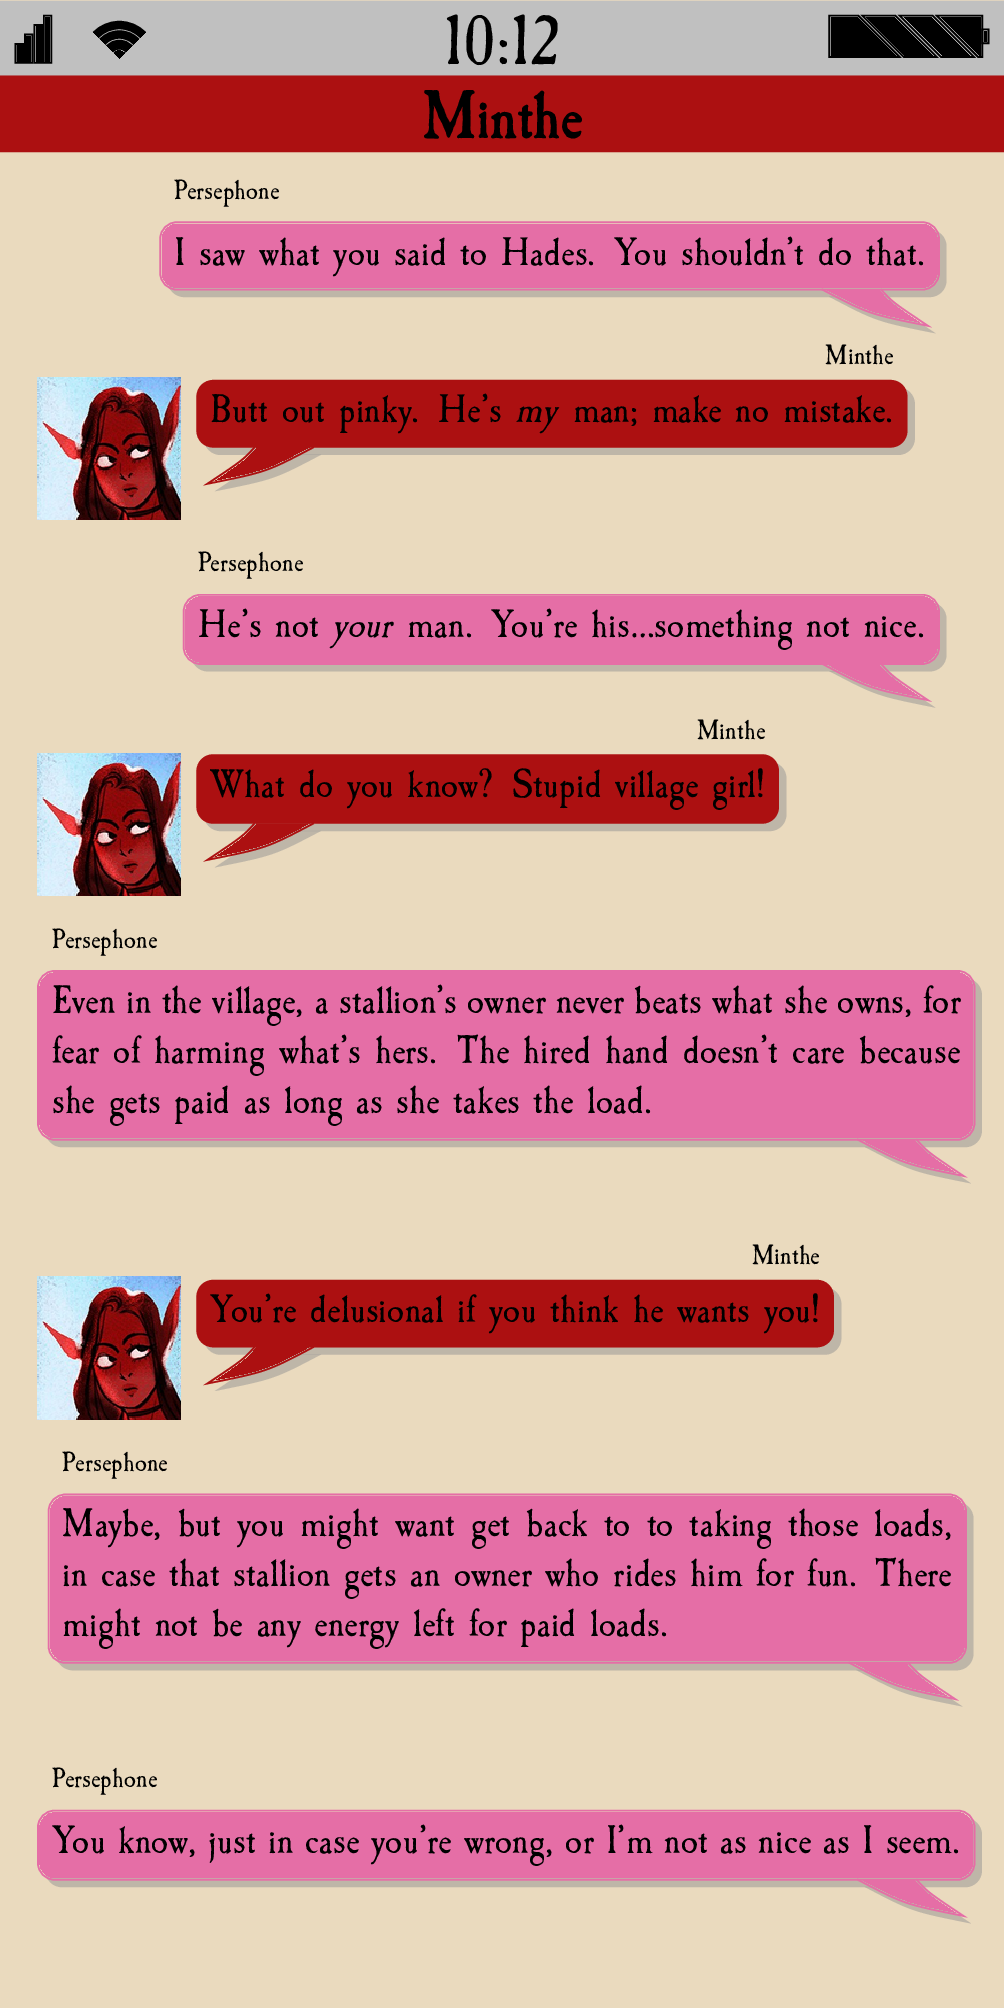 10:12
Minthe
Persephone
I saw what you said to Hades. You shouldn't do that.
Minthe
Butt out pinky. He's my man; make no mistake.
Persephone
He's not your man. You're his...something not nice.
Minthe
What do you know? Stupid village girl!
Persephone
Even in the village, a stallion's owner never beats what she owns, for
fear of harming what's hers. The hired hand doesn't care because
she gets paid as long as she takes the load.
Minthe
You're delusional if you think he wants you!
Persephone
Maybe, but you might want get back to to taking those loads,
in case that stallion gets an owner who rides him for fun. There
might not be any energy left for paid loads.
Persephone
You know, just in case you're wrong, or I'm not as nice as I seem.